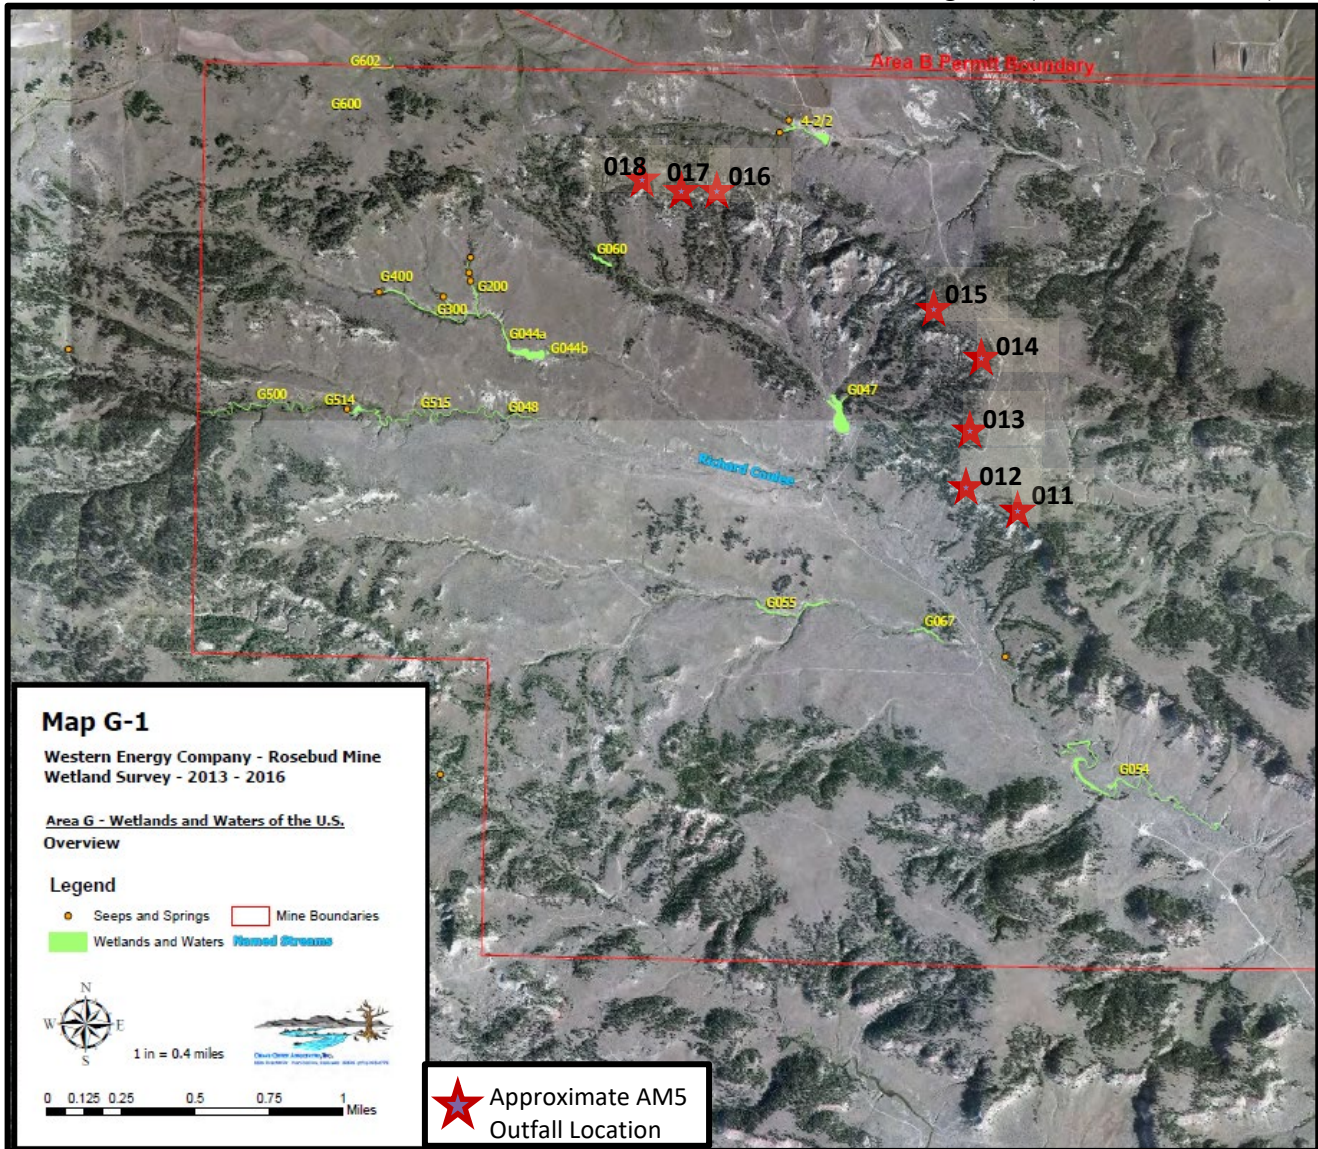 Area B Permit Boundary
G602
G600
4-2/2
018
017
016
G060
G400
G200
G300
G044a
G044b
015
014
G047
G500
G514
G515
G048
013
Richard Coulee
012
011
G055
G067
G054
Map G-1
Western Energy Company - Rosebud Mine
Wetland Survey - 2013 - 2016
Area G - Wetlands and Waters of the U.S.
Overview
Legend
Seeps and Springs
Mine Boundaries
Wetlands and Waters
Named Streams
N
W E
S
1 in = 0.4 miles
0 0.125 0.25 0.5 0.75 1
Miles
Approximate AM5
Outfall Location